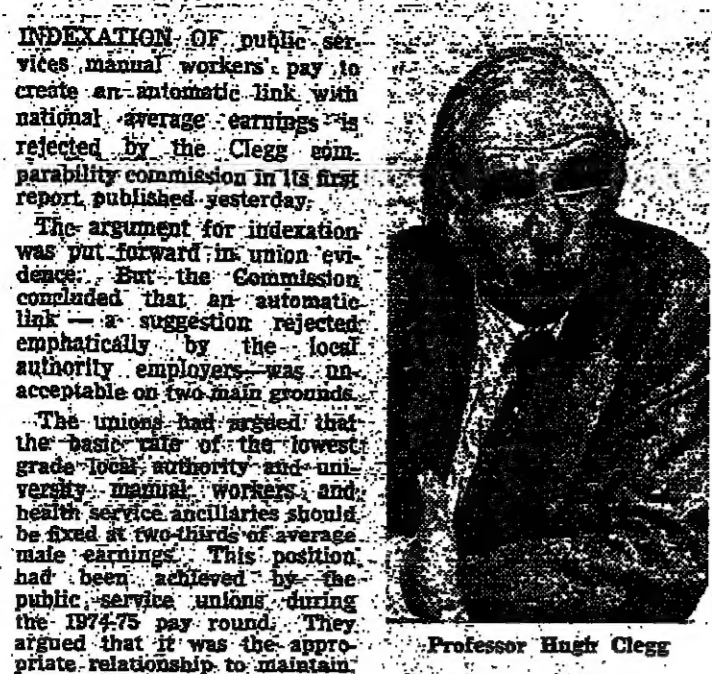 INDEXATION OF public ser-
vices manual workers' pay to
create an automatic link with
national average earnings is
rejected by the Clegg com-
parability commission in its first
report, published yesterday.
The argument for indexation
was put forward in union evi-
dence. But the Commission
concluded that an automatic
link — a suggestion rejected
emphatically by the local
authority employers—was un-
acceptable on two main grounds.
The unions had argued that
the basic rate of the lowest
grade local authority and uni-
versity manual workers and
health service ancillaries should
be fixed at two-thirds of average
male earnings. This position
had been achieved by the
public service unions during
the 1974-75 pay round. They
argued that it was the appro-
priate relationship to maintain.
Professor Hugh Clegg